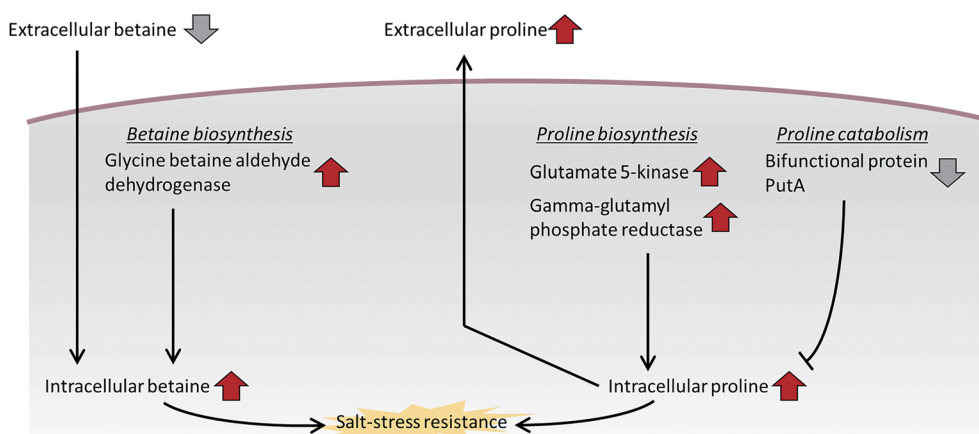 Extracellular betaine
Extracellular proline
Betaine biosynthesis
Glycine betaine aldehyde
dehydrogenase
Proline biosynthesis
Glutamate 5-kinase
Gamma-glutamyl
phosphate reductase
Proline catabolism
Bifunctional protein
PutA
Intracellular betaine
Intracellular proline
Salt-stress resistance